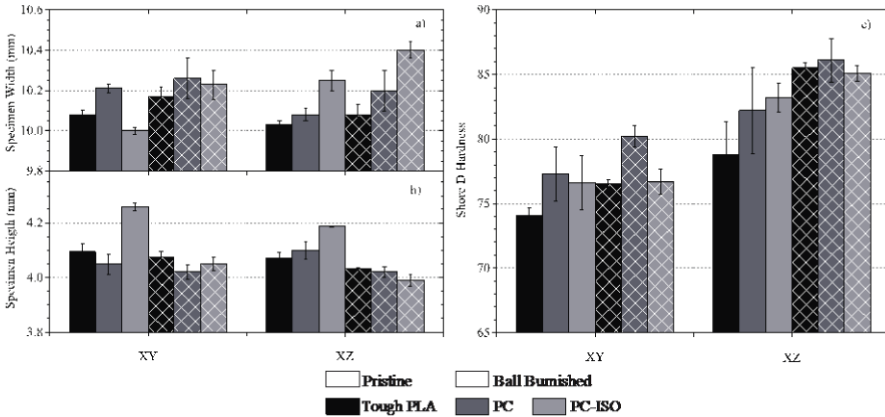 10.6
a)
10.4
10.2
10.0
9.8
Specimen Width (mm)
b)
4.2
4.0
3.8
Specimen Heigth (mm)
XY
XZ
90
c)
85
80
75
70
65
Shore D Hardness
XY
XZ
Pristine
Ball Burnished
Tough PLA
PC
PC-ISO